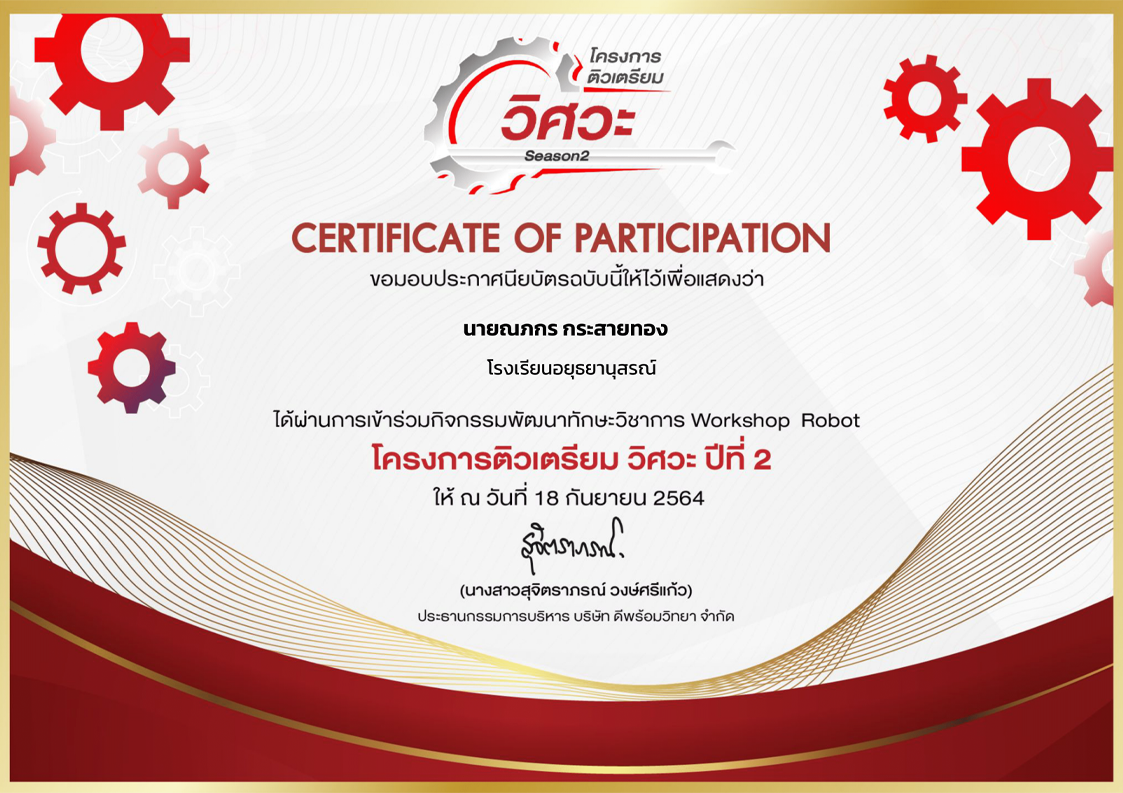 โครงการ
ติวเตรียม
วิศวะ
Season2
CERTIFICATE OF PARTICIPATION
ขอมอบประกาศนียบัตรฉบับนี้ให้ไว้เพื่อแสดงว่า
นายณภกร กระสายทอง
โรงเรียนอยุธยานุสรณ์
ได้ผ่านการเข้าร่วมกิจกรรมพัฒนาทักษะวิชาการ Workshop Robot
โครงการติวเตรียม วิศวะ ปีที่ 2
ให้ ณ วันที่ 18 กันยายน 2564
สุจิตราภรณ์
(นางสาวสุจิตราภรณ์ วงษ์ศรีแก้ว)
ประธานกรรมการบริหาร บริษัท ดีพร้อมวิทยา จำกัด